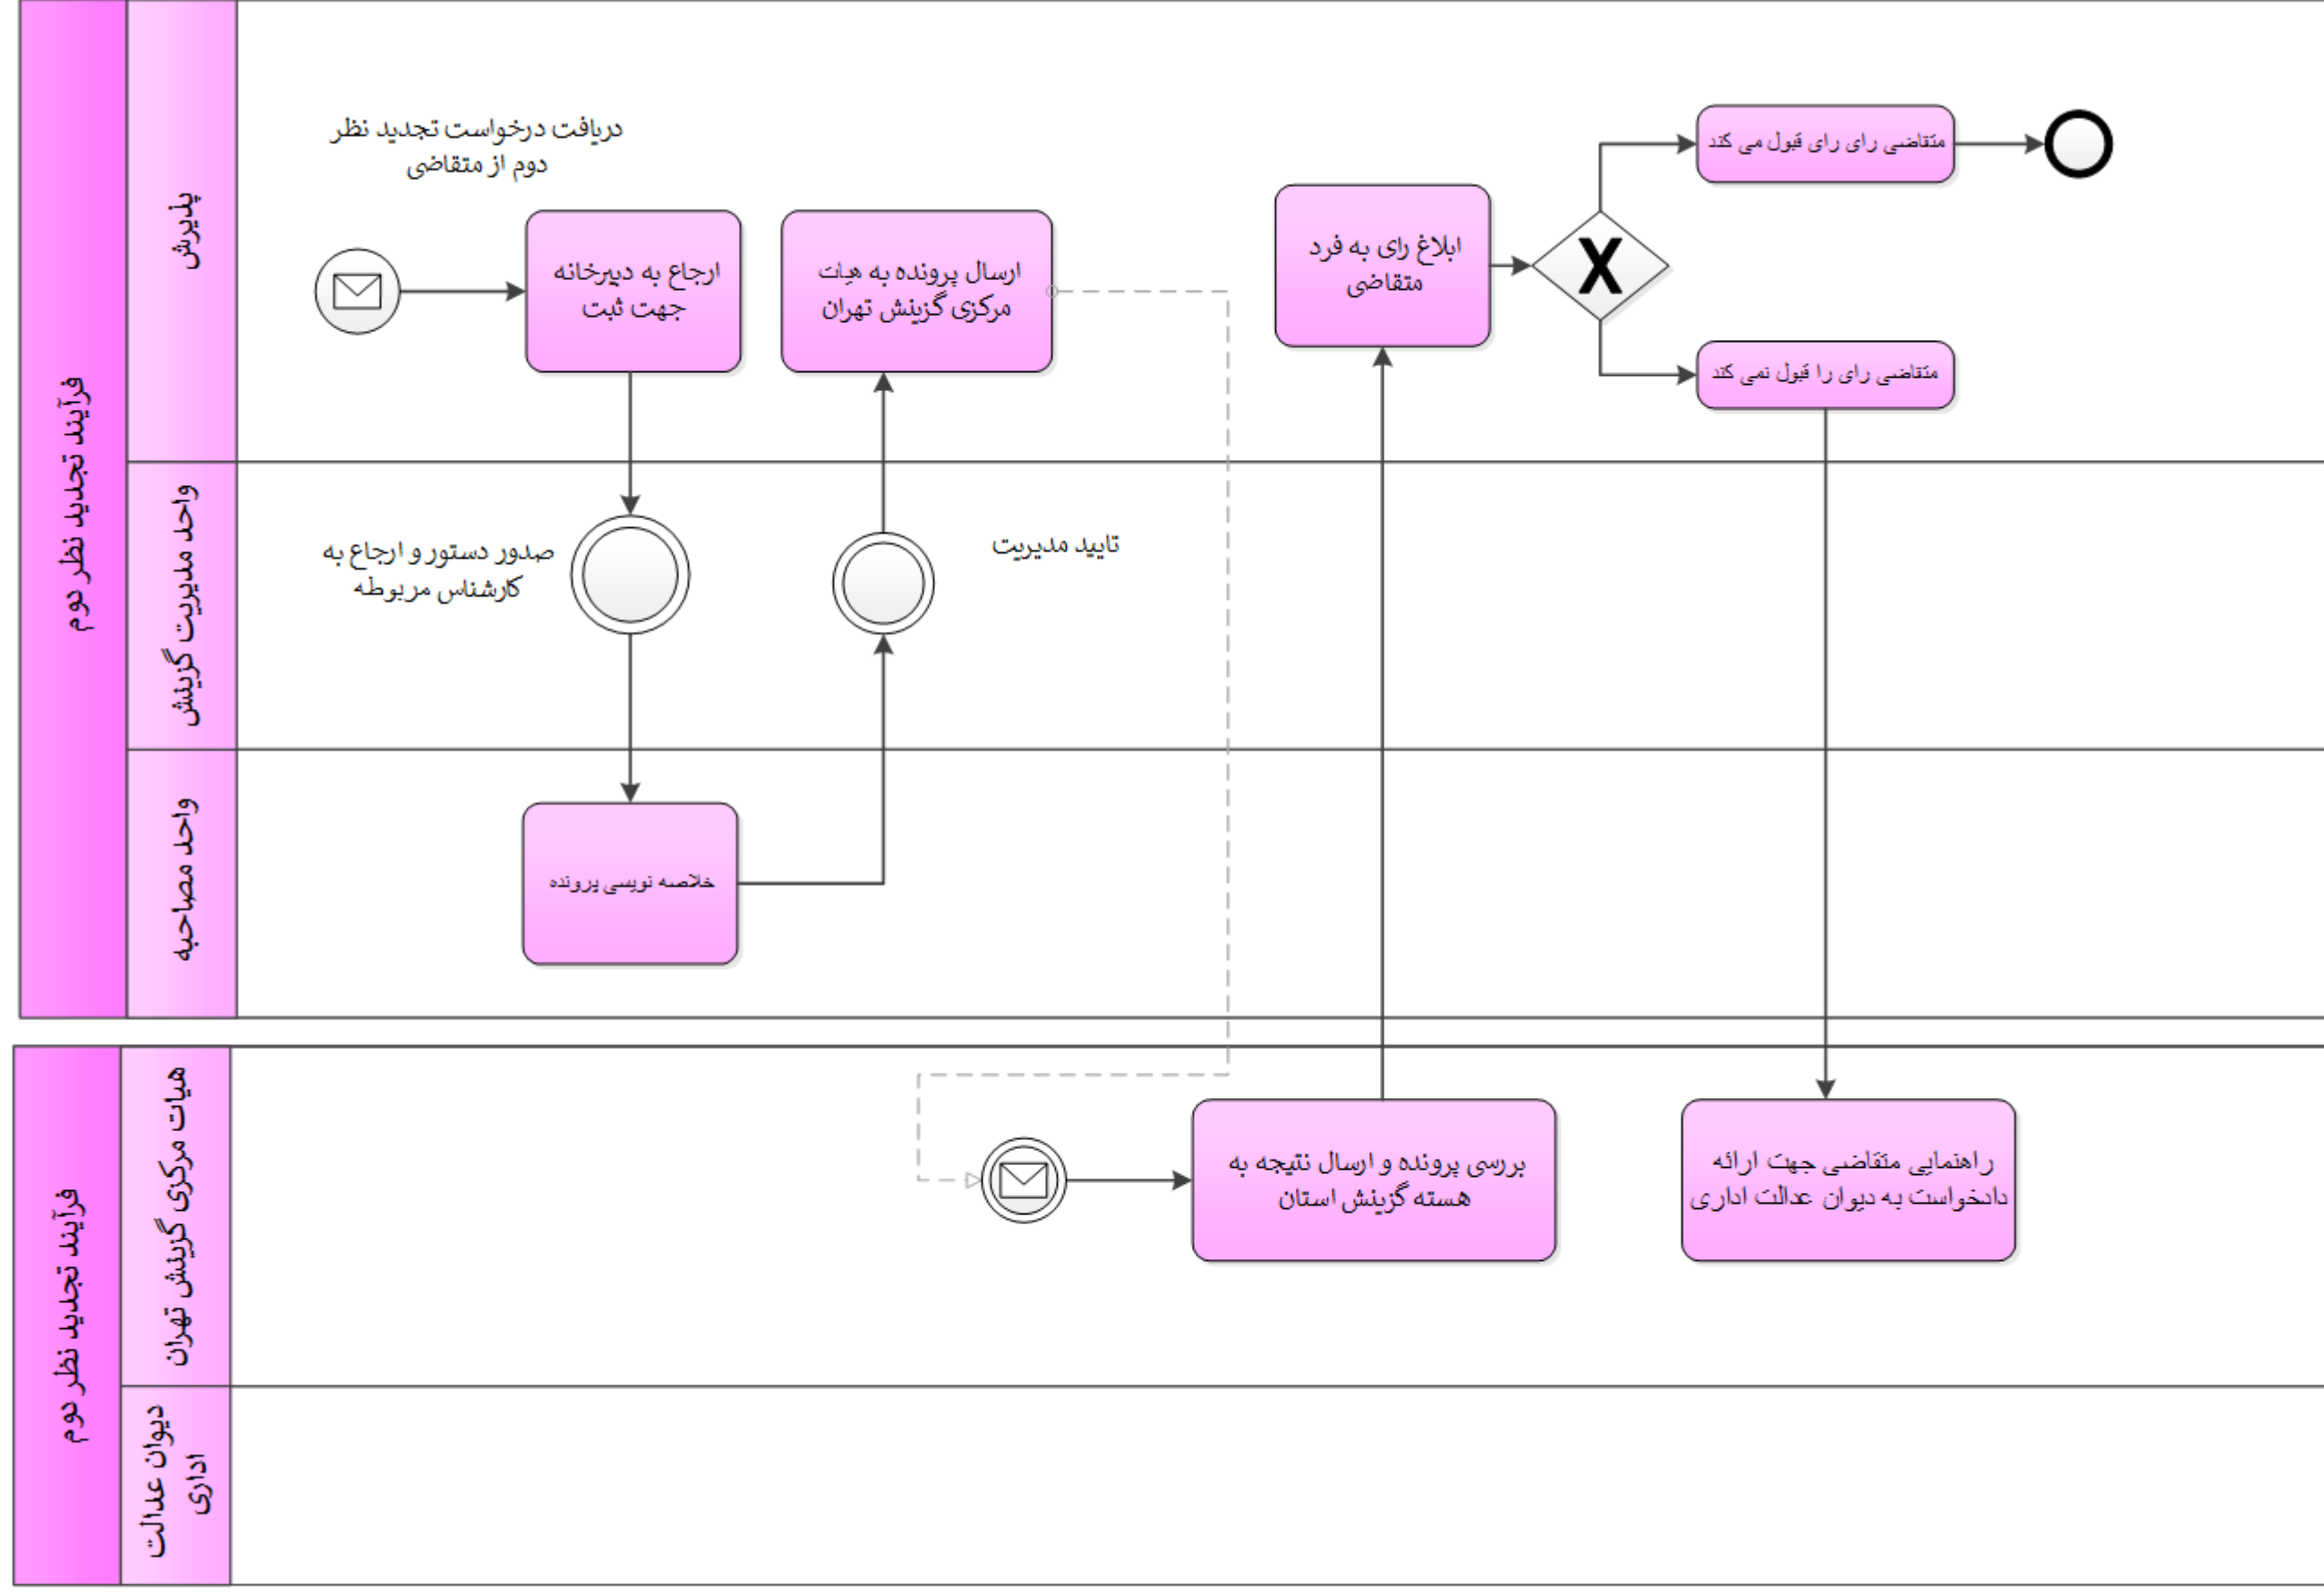 فرآیند تجدید نظر دوم
پذیرش
دریافت درخواست تجدید نظر
دوم از متقاضی
ارجاع به دبیرخانه
جهت ثبت
ارسال پرونده به هیات
مرکزی گزینش تهران
ابلاغ رای به فرد
متقاضی
متقاضی رای رای قبول می کند
متقاضی رای را قبول نمی کند
واحد مدیریت گزینش
صدور دستور و ارجاع به
کارشناس مربوطه
تایید مدیریت
واحد مصاحبه
خلاصه نویسی پرونده
فرآیند تجدید نظر دوم
هیات مرکزی گزینش تهران
بررسی پرونده و ارسال نتیجه به
هسته گزینش استان
راهنمایی متقاضی جهت ارائه
دادخواست به دیوان عدالت اداری
دیوان عدالت
اداری